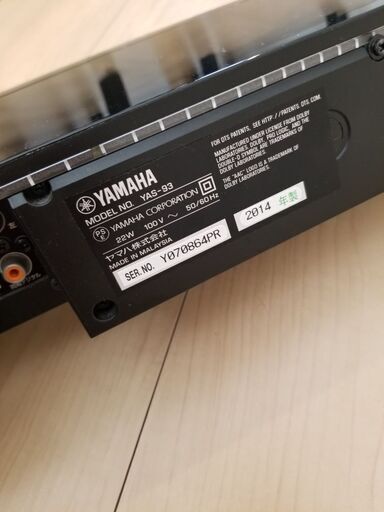 YAMAHA
MODEL NO. YAS-93
YAMAHA CORPORATION
PS
E
22W 100V ~ 50/60Hz
ヤマハ株式会社
MADE IN MALAYSIA
SER.NO. Y070864PR
2014 年製
FOR DTS PATENTS, SEE HTTP://PATENTS.DTS.COM.
MANUFACTURED UNDER LICENSE FROM DOLBY
LABORATORIES. DOLBY, PRO LOGIC, AND THE
DOUBLE-D SYMBOL ARE TRADEMARKS OF
DOLBY LABORATORIES.
THE "AAC" LOGO IS A TRADEMARK OF
DOLBY LABORATORIES.